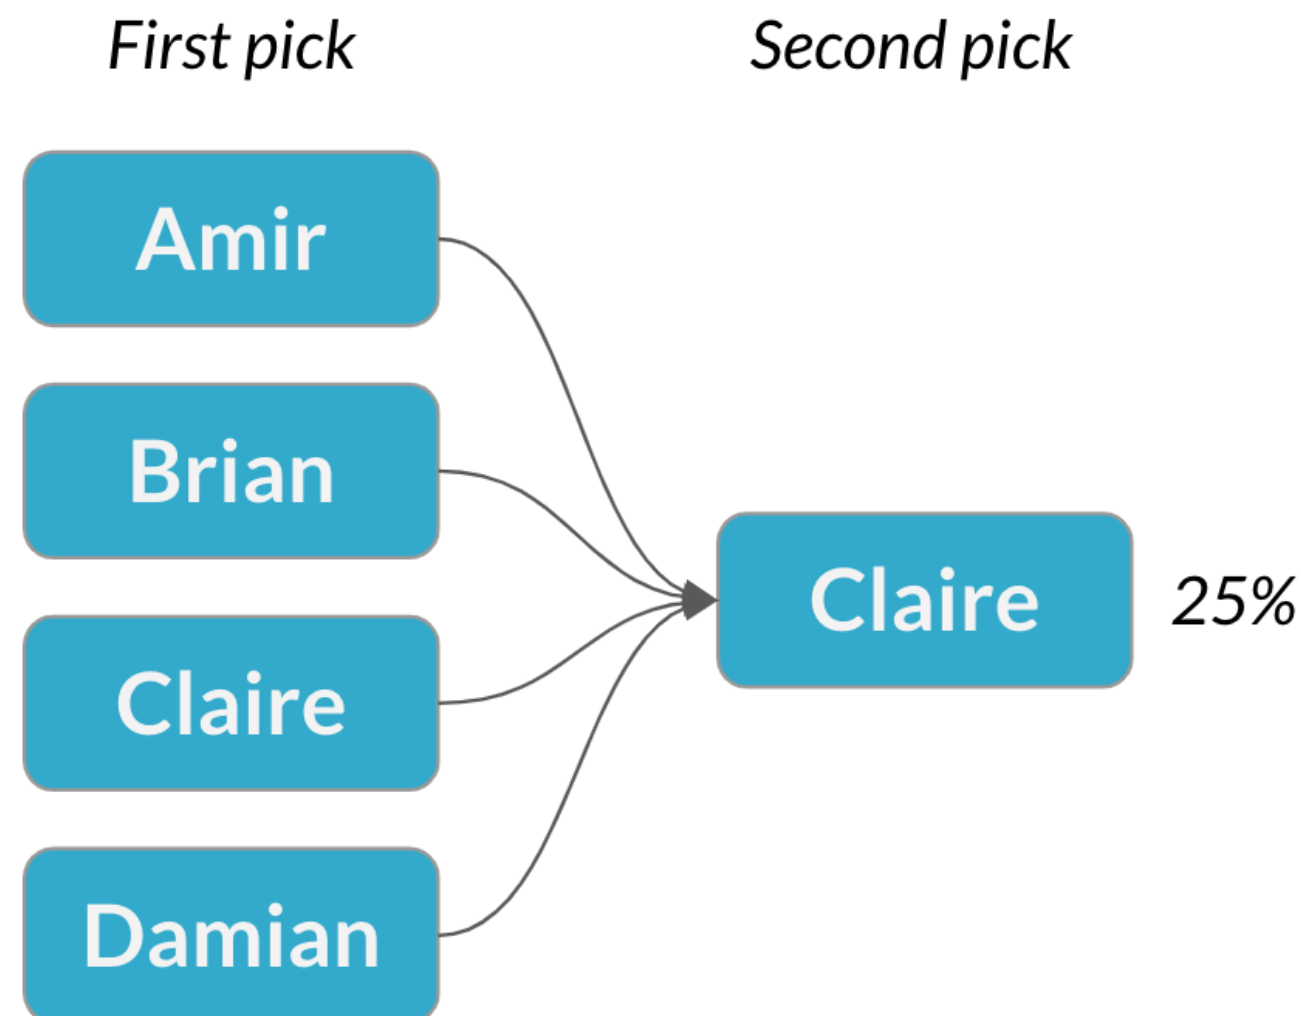 First pick
Second pick
Amir
Brian
Claire
Damian
Claire
25%